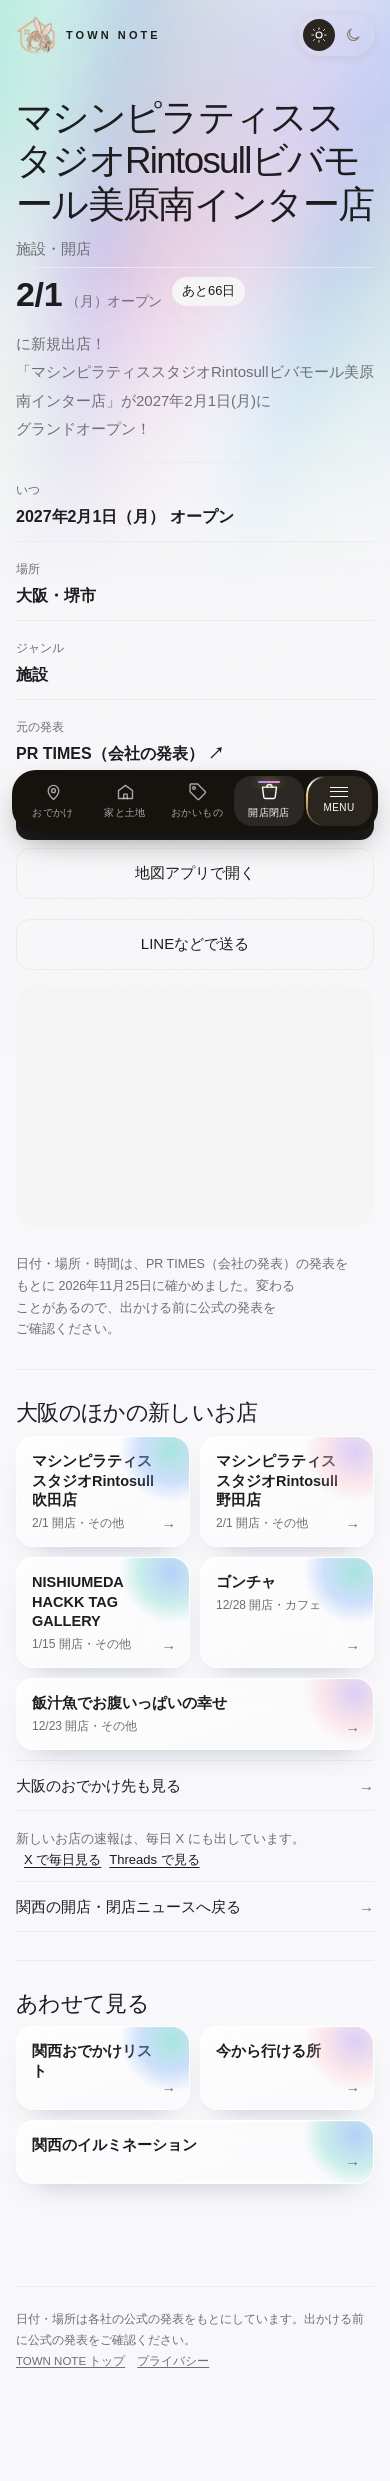 TOWN NOTE
マシンピラティスス
タジオRintosullビバモ
ール美原南インター店
施設・開店
2/1 （月）オープン あと66日
に新規出店！
「マシンピラティススタジオRintosullビバモール美原
南インター店」が2027年2月1日(月)に
グランドオープン！
いつ
2027年2月1日（月） オープン
場所
大阪・堺市
ジャンル
施設
元の発表
PR TIMES（会社の発表） ↗
おでかけ 家と土地 おかいもの 開店閉店 MENU
地図アプリで開く
LINEなどで送る
日付・場所・時間は、PR TIMES（会社の発表）の発表を
もとに 2026年11月25日に確かめました。変わる
ことがあるので、出かける前に公式の発表を
ご確認ください。
大阪のほかの新しいお店
マシンピラティス
スタジオRintosull
吹田店
2/1 開店・その他 →
マシンピラティス
スタジオRintosull
野田店
2/1 開店・その他 →
NISHIUMEDA
HACKK TAG
GALLERY
1/15 開店・その他 →
ゴンチャ
12/28 開店・カフェ
→
飯汁魚でお腹いっぱいの幸せ
12/23 開店・その他 →
大阪のおでかけ先も見る →
新しいお店の速報は、毎日 X にも出しています。
X で毎日見る Threads で見る
関西の開店・閉店ニュースへ戻る →
あわせて見る
関西おでかけリス
ト
→
今から行ける所
→
関西のイルミネーション
→
日付・場所は各社の公式の発表をもとにしています。出かける前
に公式の発表をご確認ください。
TOWN NOTE トップ プライバシー